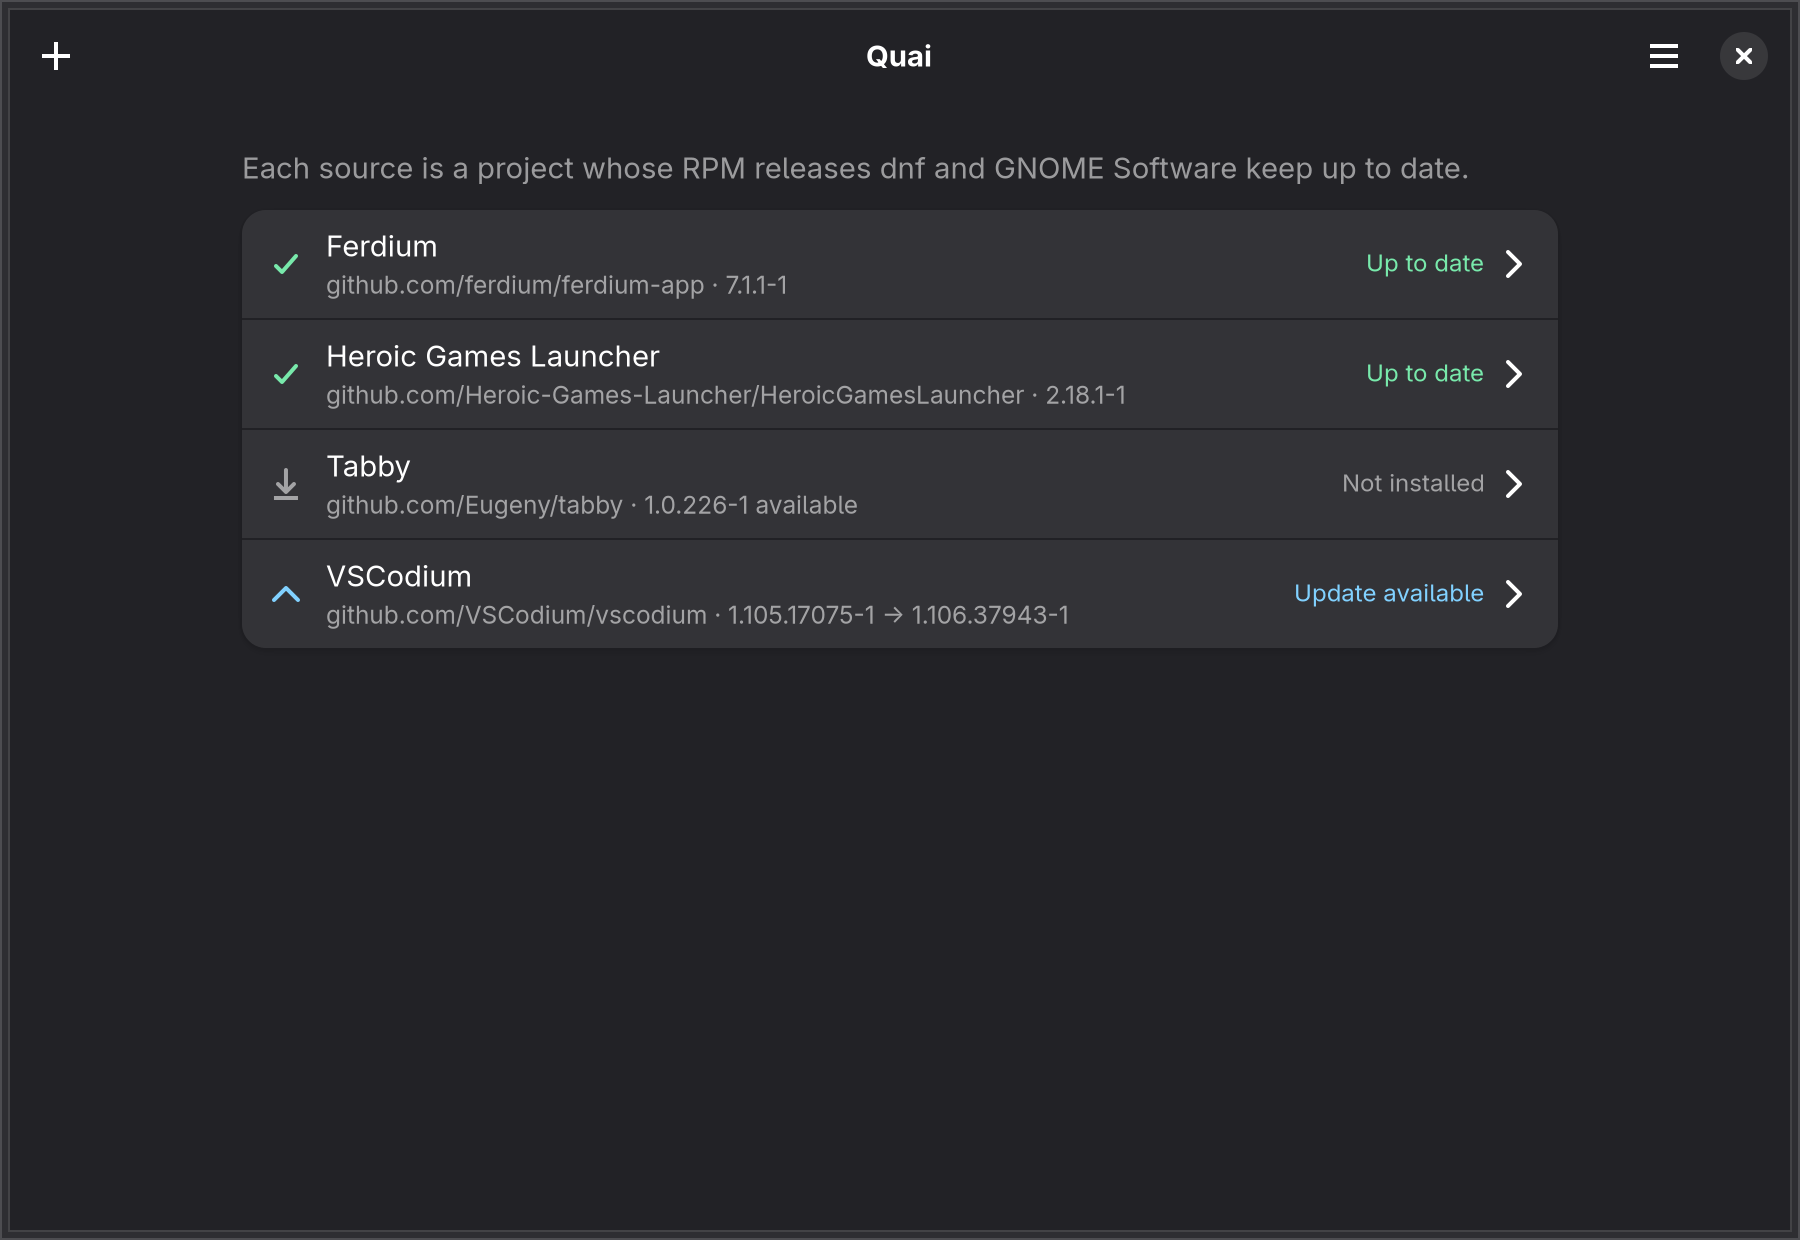 Quai
Each source is a project whose RPM releases dnf and GNOME Software keep up to date.
Ferdium
github.com/ferdium/ferdium-app · 7.1.1-1
Up to date
Heroic Games Launcher
github.com/Heroic-Games-Launcher/HeroicGamesLauncher · 2.18.1-1
Up to date
Tabby
github.com/Eugeny/tabby · 1.0.226-1 available
Not installed
VSCodium
github.com/VSCodium/vscodium · 1.105.17075-1 → 1.106.37943-1
Update available